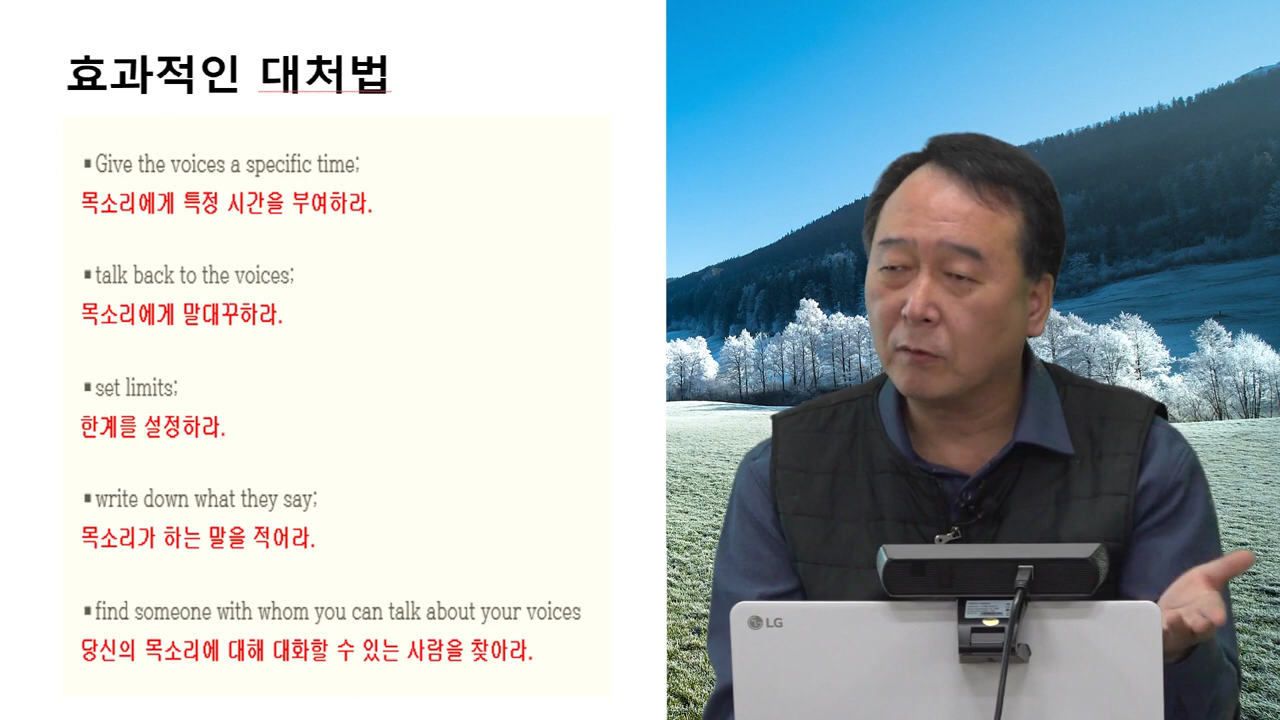 효과적인 대처법
▪Give the voices a specific time;
목소리에게 특정 시간을 부여하라.
▪talk back to the voices;
목소리에게 말대꾸하라.
▪set limits;
한계를 설정하라.
▪write down what they say;
목소리가 하는 말을 적어라.
▪find someone with whom you can talk about your voices
당신의 목소리에 대해 대화할 수 있는 사람을 찾아라.
LG